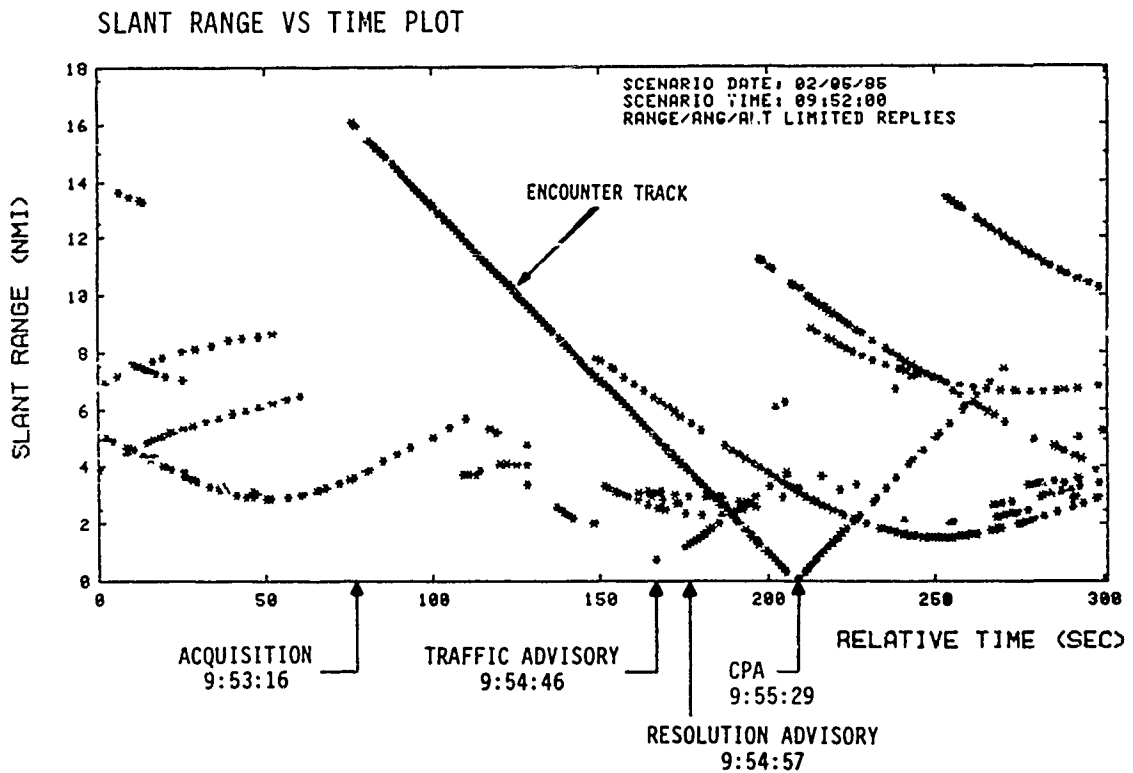 SLANT RANGE VS TIME PLOT
SCENARIO DATE: 02/05/85
SCENARIO TIME: 09:52:00
RANGE/ANG/ALT LIMITED REPLIES
ENCOUNTER TRACK
SLANT RANGE (NMI)
18
16
14
12
10
8
6
4
2
0
0 50 100 150 200 250 300
RELATIVE TIME (SEC)
ACQUISITION
9:53:16
TRAFFIC ADVISORY
9:54:46
CPA
9:55:29
RESOLUTION ADVISORY
9:54:57